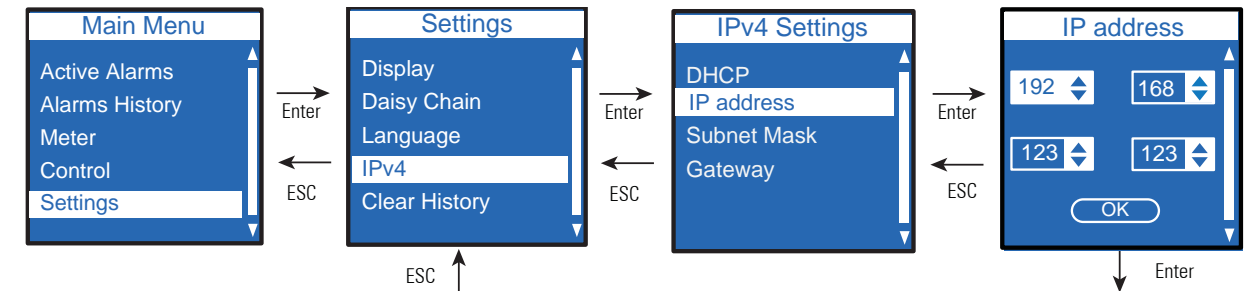 Main Menu
Active Alarms
Alarms History
Meter
Control
Settings
Enter
ESC
Settings
Display
Daisy Chain
Language
IPv4
Clear History
Enter
ESC
IPv4 Settings
DHCP
IP address
Subnet Mask
Gateway
Enter
ESC
IP address
192 168
123 123
OK
ESC
Enter